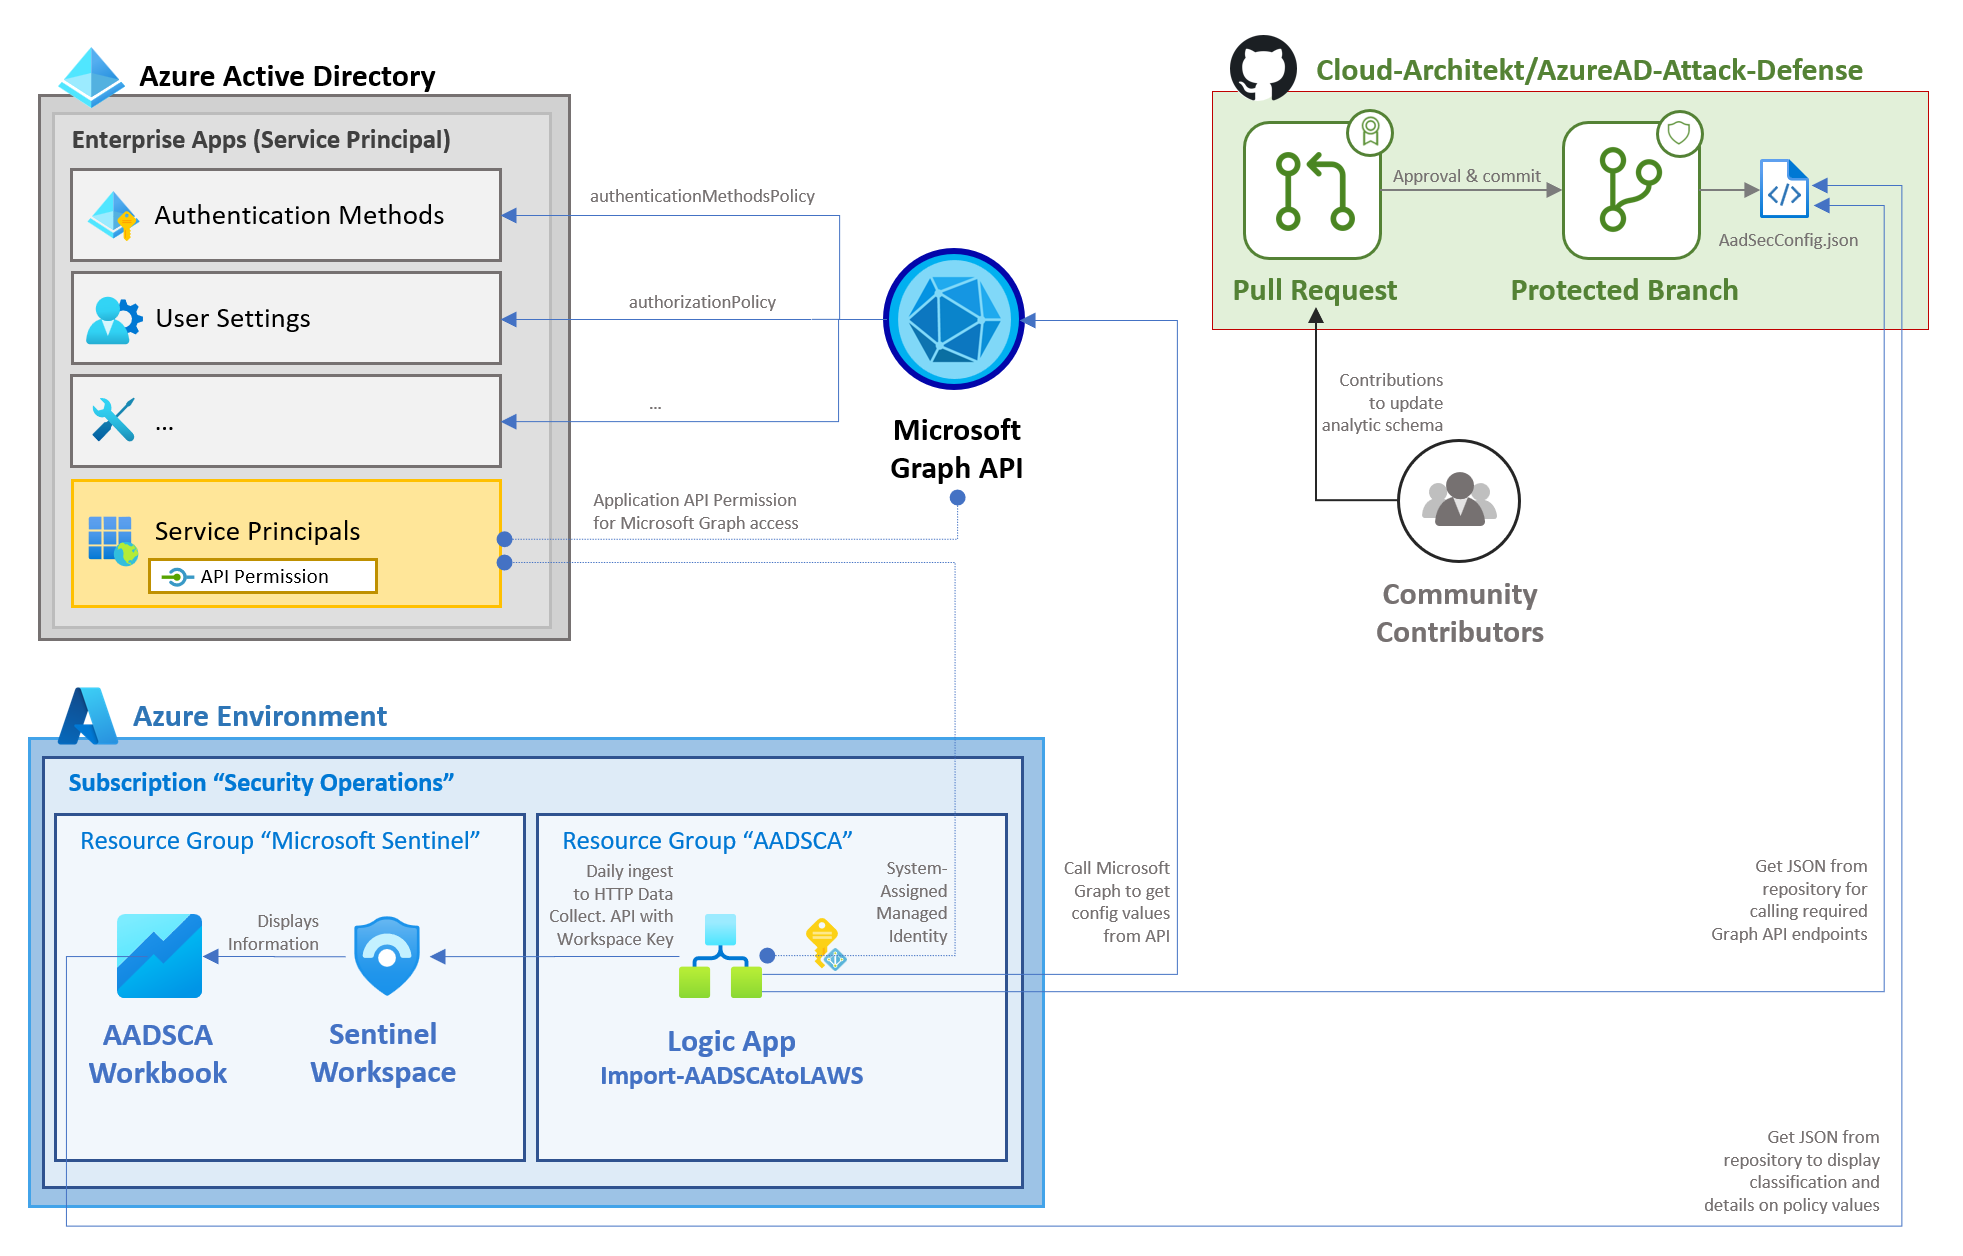 Azure Active Directory
Enterprise Apps (Service Principal)
Authentication Methods
User Settings
...
Service Principals
API Permission
authenticationMethodsPolicy
authorizationPolicy
...
Application API Permission
for Microsoft Graph access
Microsoft
Graph API
Cloud-Architekt/AzureAD-Attack-Defense
Approval & commit
AadSecConfig.json
Pull Request
Protected Branch
Contributions
to update
analytic schema
Community
Contributors
Azure Environment
Subscription “Security Operations”
Resource Group “Microsoft Sentinel”
Displays
Information
AADSCA
Workbook
Sentinel
Workspace
Resource Group “AADSCA”
Daily ingest
to HTTP Data
Collect. API with
Workspace Key
System-
Assigned
Managed
Identity
Logic App
Import-AADSCAtoLAWS
Call Microsoft
Graph to get
config values
from API
Get JSON from
repository for
calling required
Graph API endpoints
Get JSON from
repository to display
classification and
details on policy values